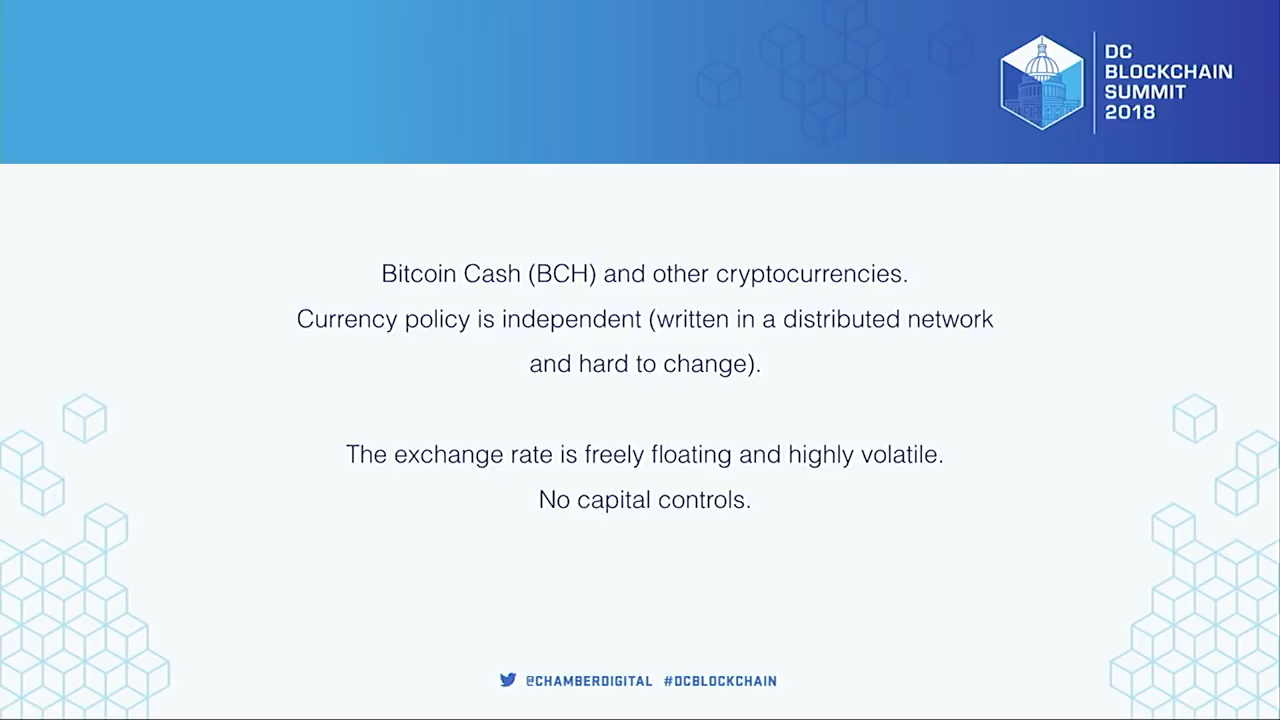 DC
BLOCKCHAIN
SUMMIT
2018
Bitcoin Cash (BCH) and other cryptocurrencies.
Currency policy is independent (written in a distributed network
and hard to change).
The exchange rate is freely floating and highly volatile.
No capital controls.
@CHAMBERDIGITAL #DCBLOCKCHAIN